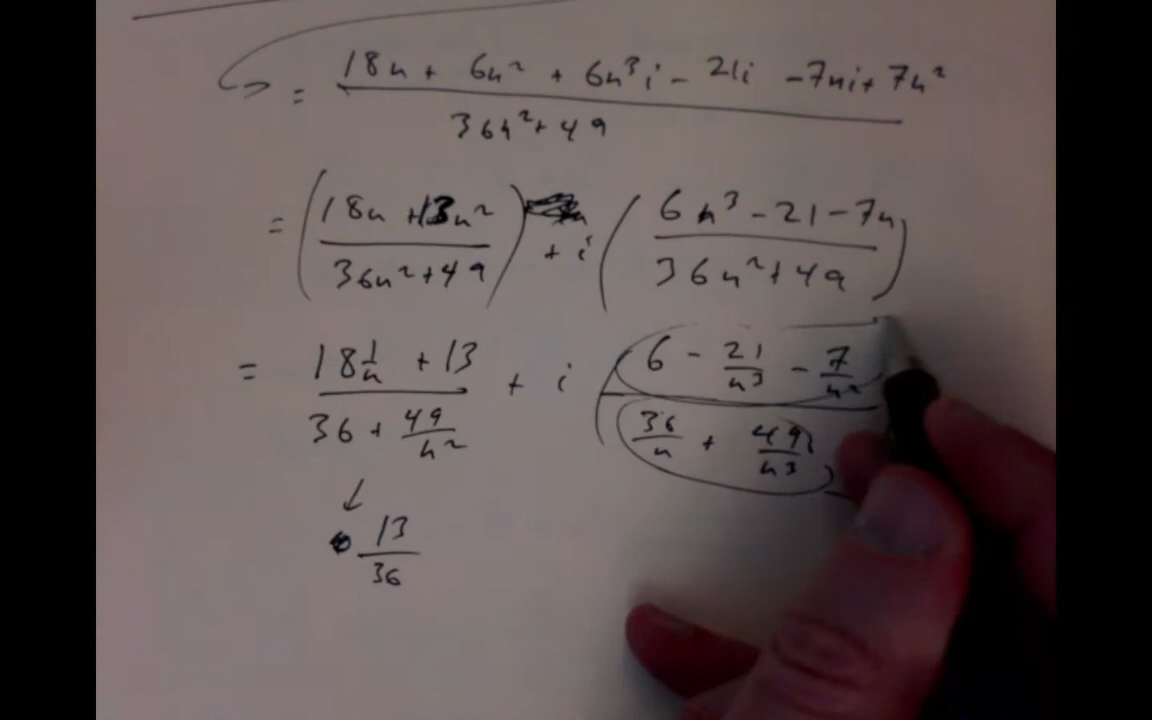 = (18n + 6n² + 6n³i - 21i - 7ni + 7n²) / (36n² + 49)
= ((18n + 13n²) / (36n² + 49)) + i ((6n³ - 21 - 7n) / (36n² + 49))
= (18 1/n + 13) / (36 + 49/n²) + i ((6 - 21/n³ - 7/n²) / (36/n + 49/n³))
↓
13/36